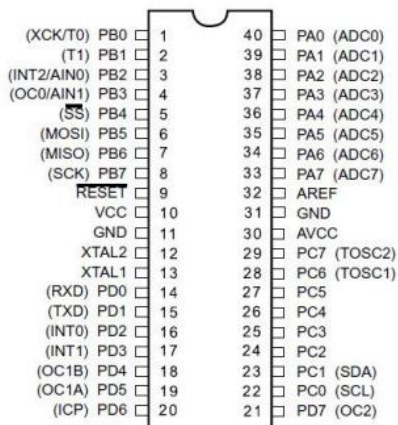 (XCK/T0) PB0 1 40 PA0 (ADC0)
(T1) PB1 2 39 PA1 (ADC1)
(INT2/AIN0) PB2 3 38 PA2 (ADC2)
(OC0/AIN1) PB3 4 37 PA3 (ADC3)
(SS) PB4 5 36 PA4 (ADC4)
(MOSI) PB5 6 35 PA5 (ADC5)
(MISO) PB6 7 34 PA6 (ADC6)
(SCK) PB7 8 33 PA7 (ADC7)
RESET 9 32 AREF
VCC 10 31 GND
GND 11 30 AVCC
XTAL2 12 29 PC7 (TOSC2)
XTAL1 13 28 PC6 (TOSC1)
(RXD) PD0 14 27 PC5
(TXD) PD1 15 26 PC4
(INT0) PD2 16 25 PC3
(INT1) PD3 17 24 PC2
(OC1B) PD4 18 23 PC1 (SDA)
(OC1A) PD5 19 22 PC0 (SCL)
(ICP) PD6 20 21 PD7 (OC2)